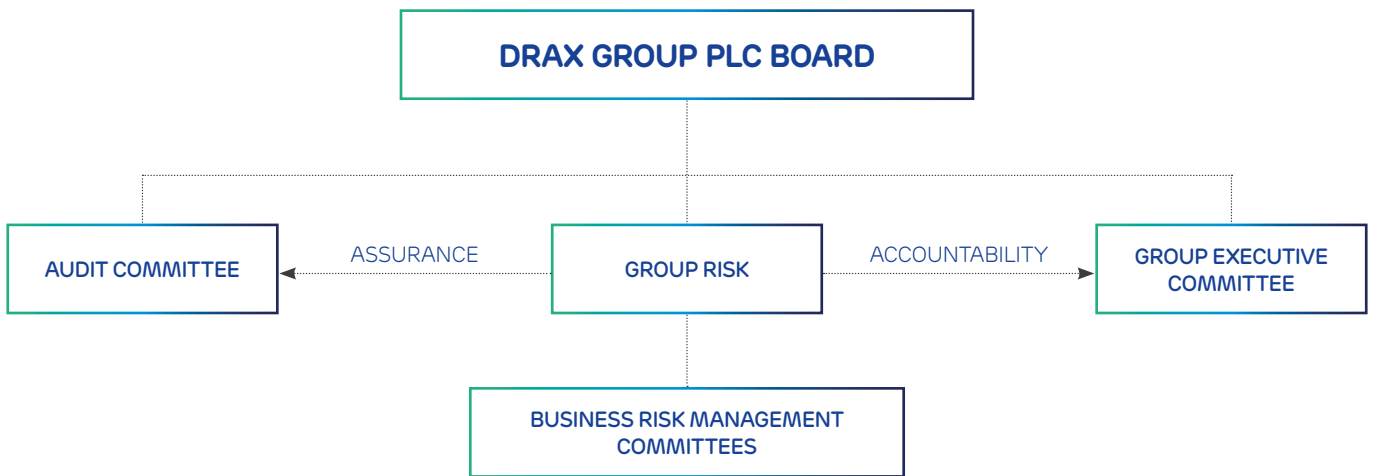 DRAX GROUP PLC BOARD
AUDIT COMMITTEE
ASSURANCE
GROUP RISK
ACCOUNTABILITY
GROUP EXECUTIVE
COMMITTEE
BUSINESS RISK MANAGEMENT
COMMITTEES